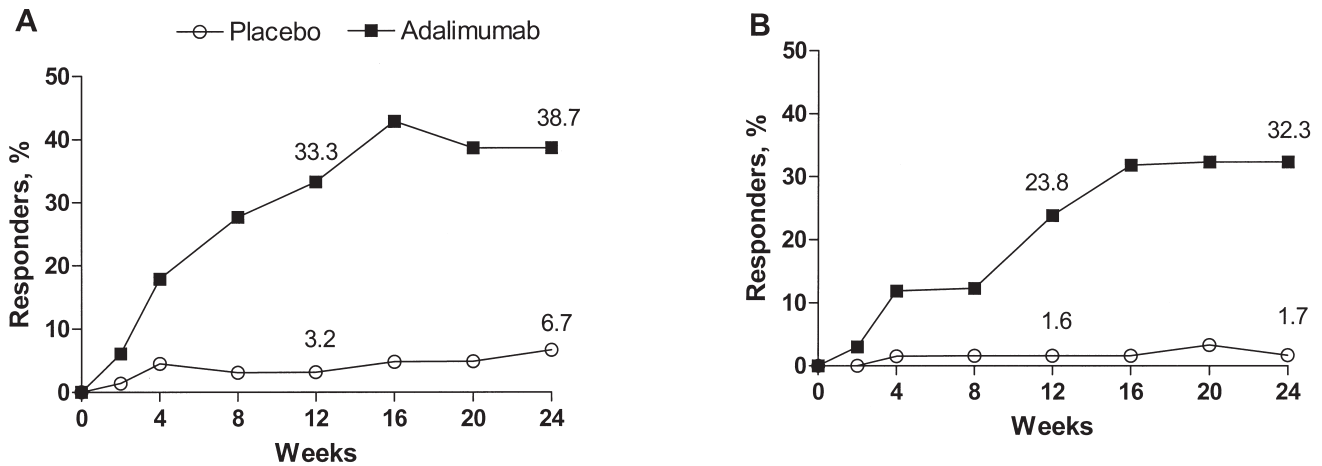 A
Placebo Adalimumab
50
40
30
20
10
0
Responders, %
33.3
38.7
3.2
6.7
0 4 8 12 16 20 24
Weeks
B
50
40
30
20
10
0
Responders, %
23.8
32.3
1.6
1.7
0 4 8 12 16 20 24
Weeks